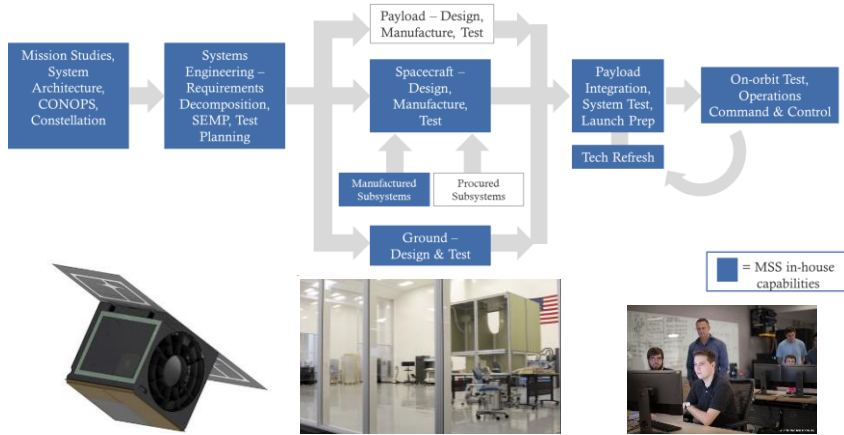 Payload – Design,
Manufacture, Test
Mission Studies,
System
Architecture,
CONOPS,
Constellation
Systems
Engineering –
Requirements
Decomposition,
SEMP, Test
Planning
Spacecraft –
Design,
Manufacture,
Test
Payload
Integration,
System Test,
Launch Prep
On-orbit Test,
Operations
Command & Control
Tech Refresh
Manufactured
Subsystems
Procured
Subsystems
Ground –
Design & Test
= MSS in-house
capabilities